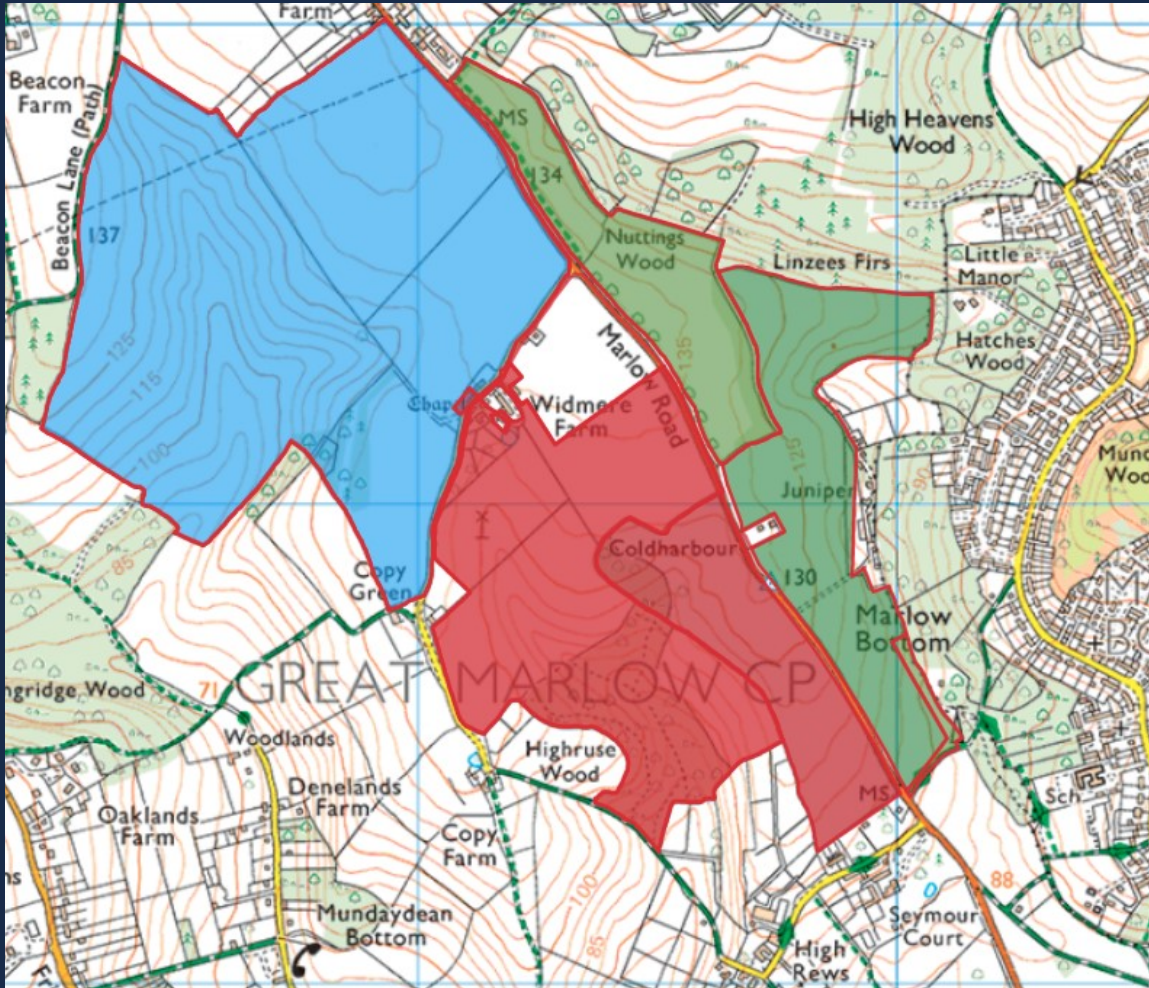 Farm
Beacon
Farm
Beacon Lane (Path)
137
MS
134
High Heavens
Wood
Nuttings
Wood
Linzees Firs
Little
Manor
Hatches
Wood
125
115
100
Marlow Road
135
Widmere
Farm
125
Juniper
90
Coldharbour
130
85
Copy
Green
Marlow
Bottom
GREAT MARLOW CP
71
Woodlands
Highruse
Wood
Denelands
Farm
Oaklands
Farm
Copy
Farm
MS
Sch
100
85
88
Mundaydean
Bottom
Seymour
Court
High
Rews